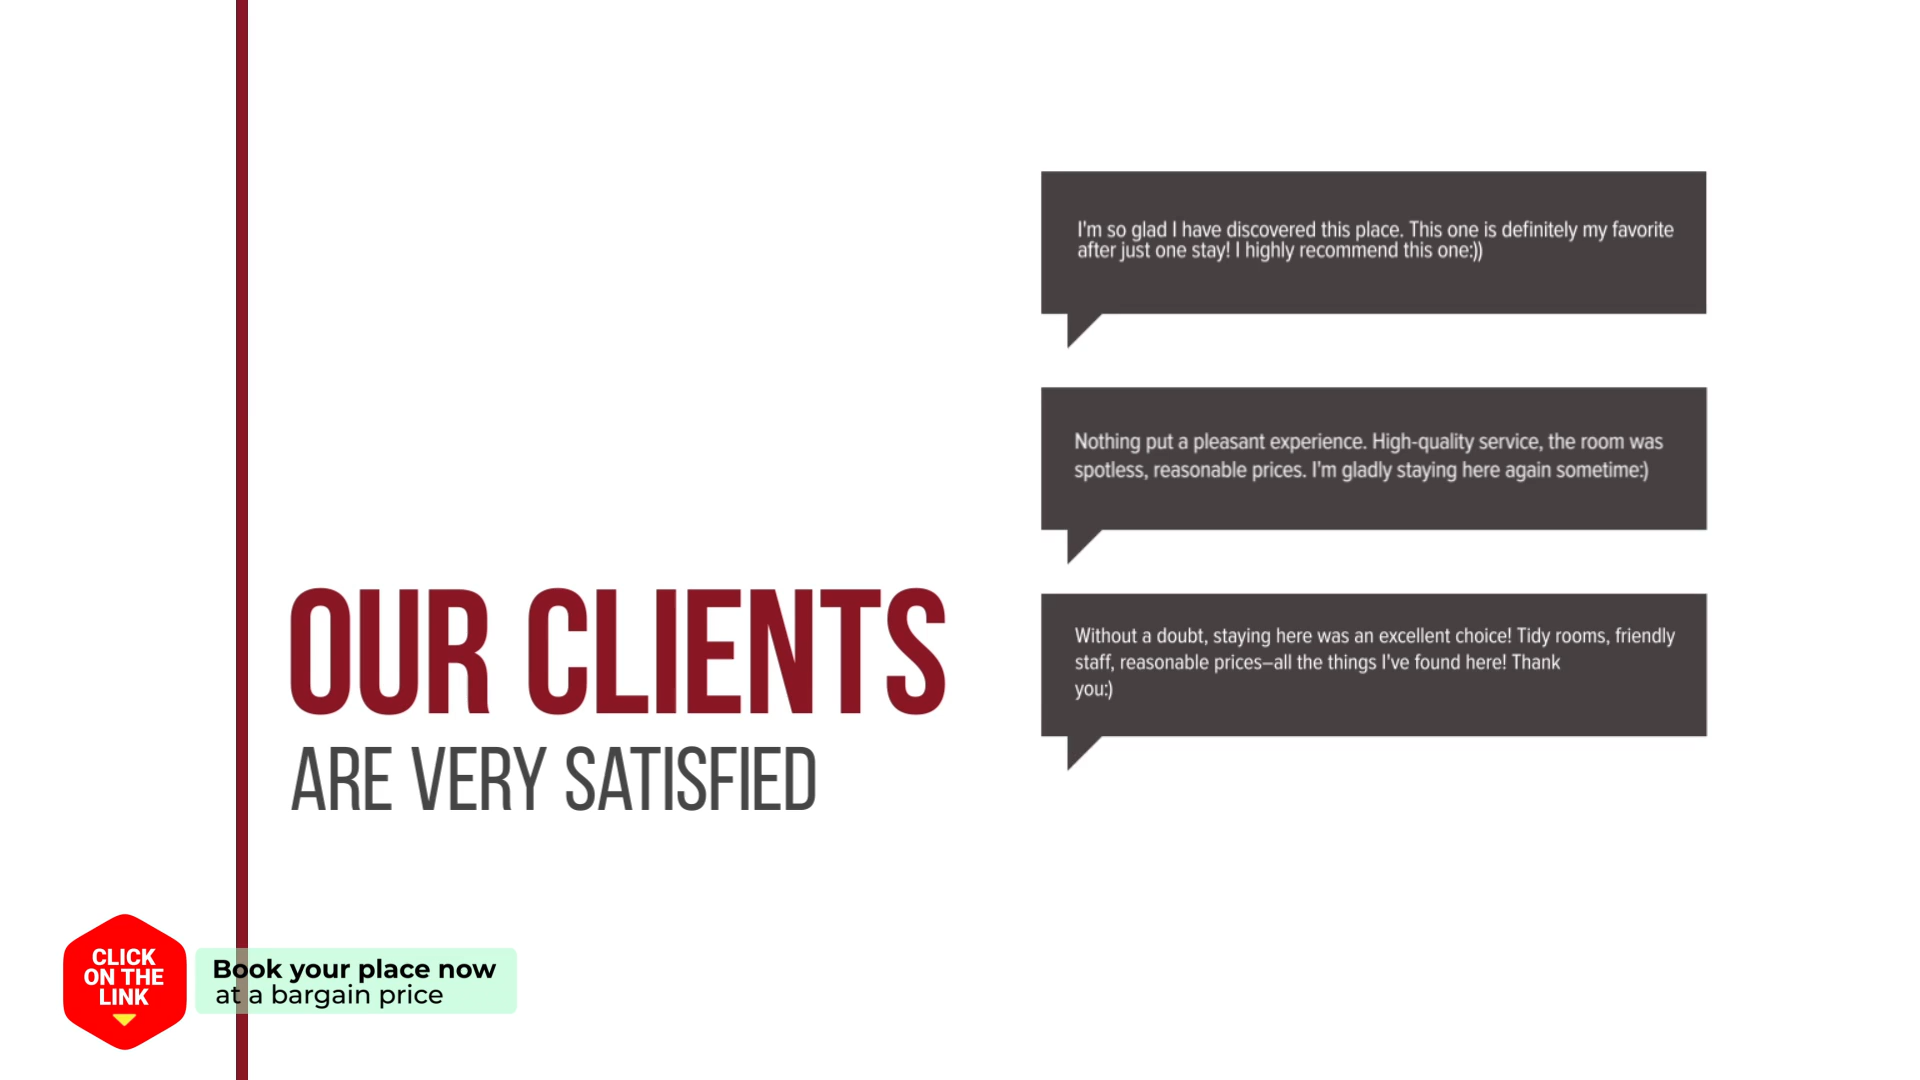 I'm so glad I have discovered this place. This one is definitely my favorite
after just one stay! I highly recommend this one:))
Nothing put a pleasant experience. High-quality service, the room was
spotless, reasonable prices. I'm gladly staying here again sometime:)
Without a doubt, staying here was an excellent choice! Tidy rooms, friendly
staff, reasonable prices–all the things I've found here! Thank
you:)
OUR CLIENTS
ARE VERY SATISFIED
CLICK
ON THE
LINK
Book your place now
at a bargain price